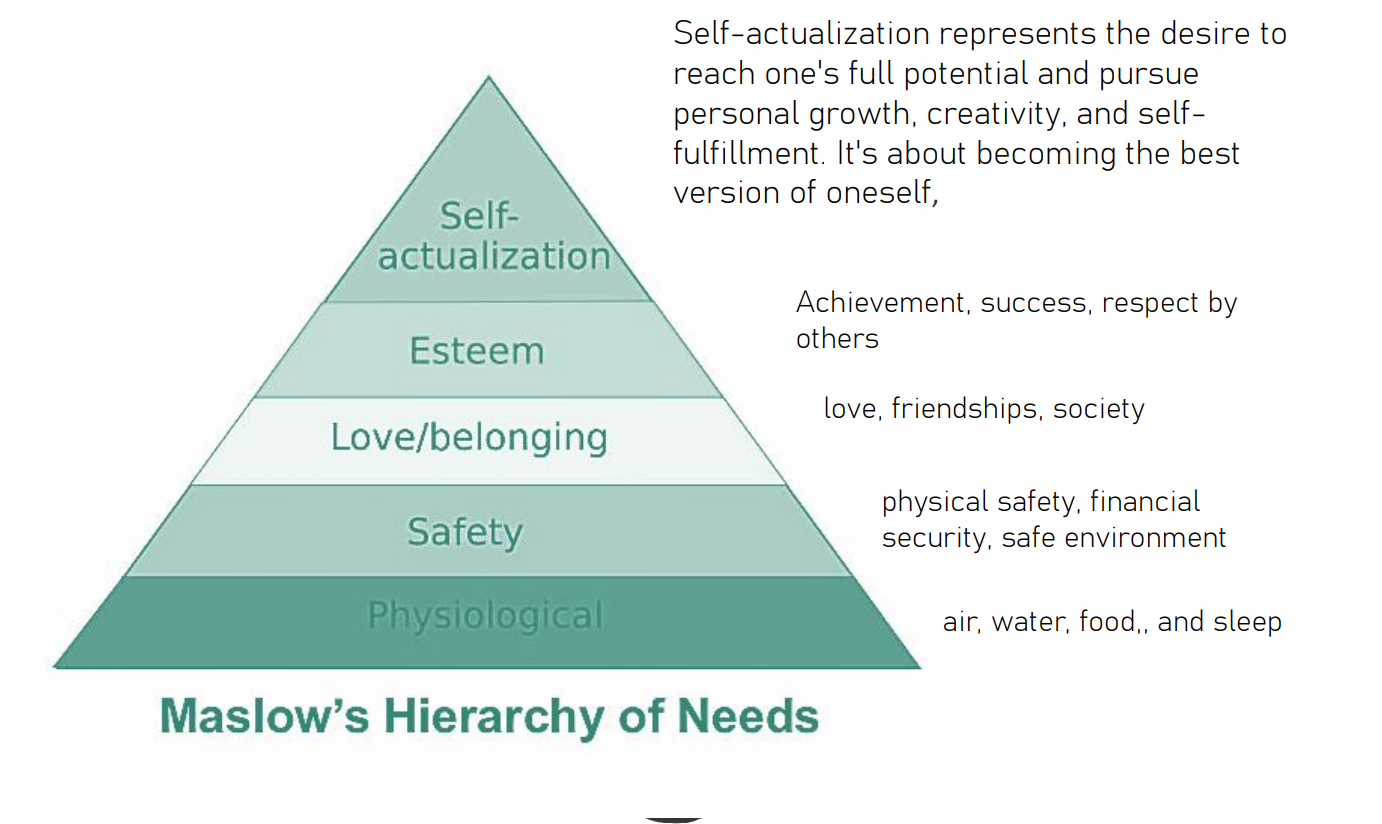 Self-actualization represents the desire to
reach one's full potential and pursue
personal growth, creativity, and self-
fulfillment. It's about becoming the best
version of oneself,
Self-
actualization
Achievement, success, respect by
others
Esteem
love, friendships, society
Love/belonging
physical safety, financial
security, safe environment
Safety
Physiological
air, water, food,, and sleep
Maslow’s Hierarchy of Needs